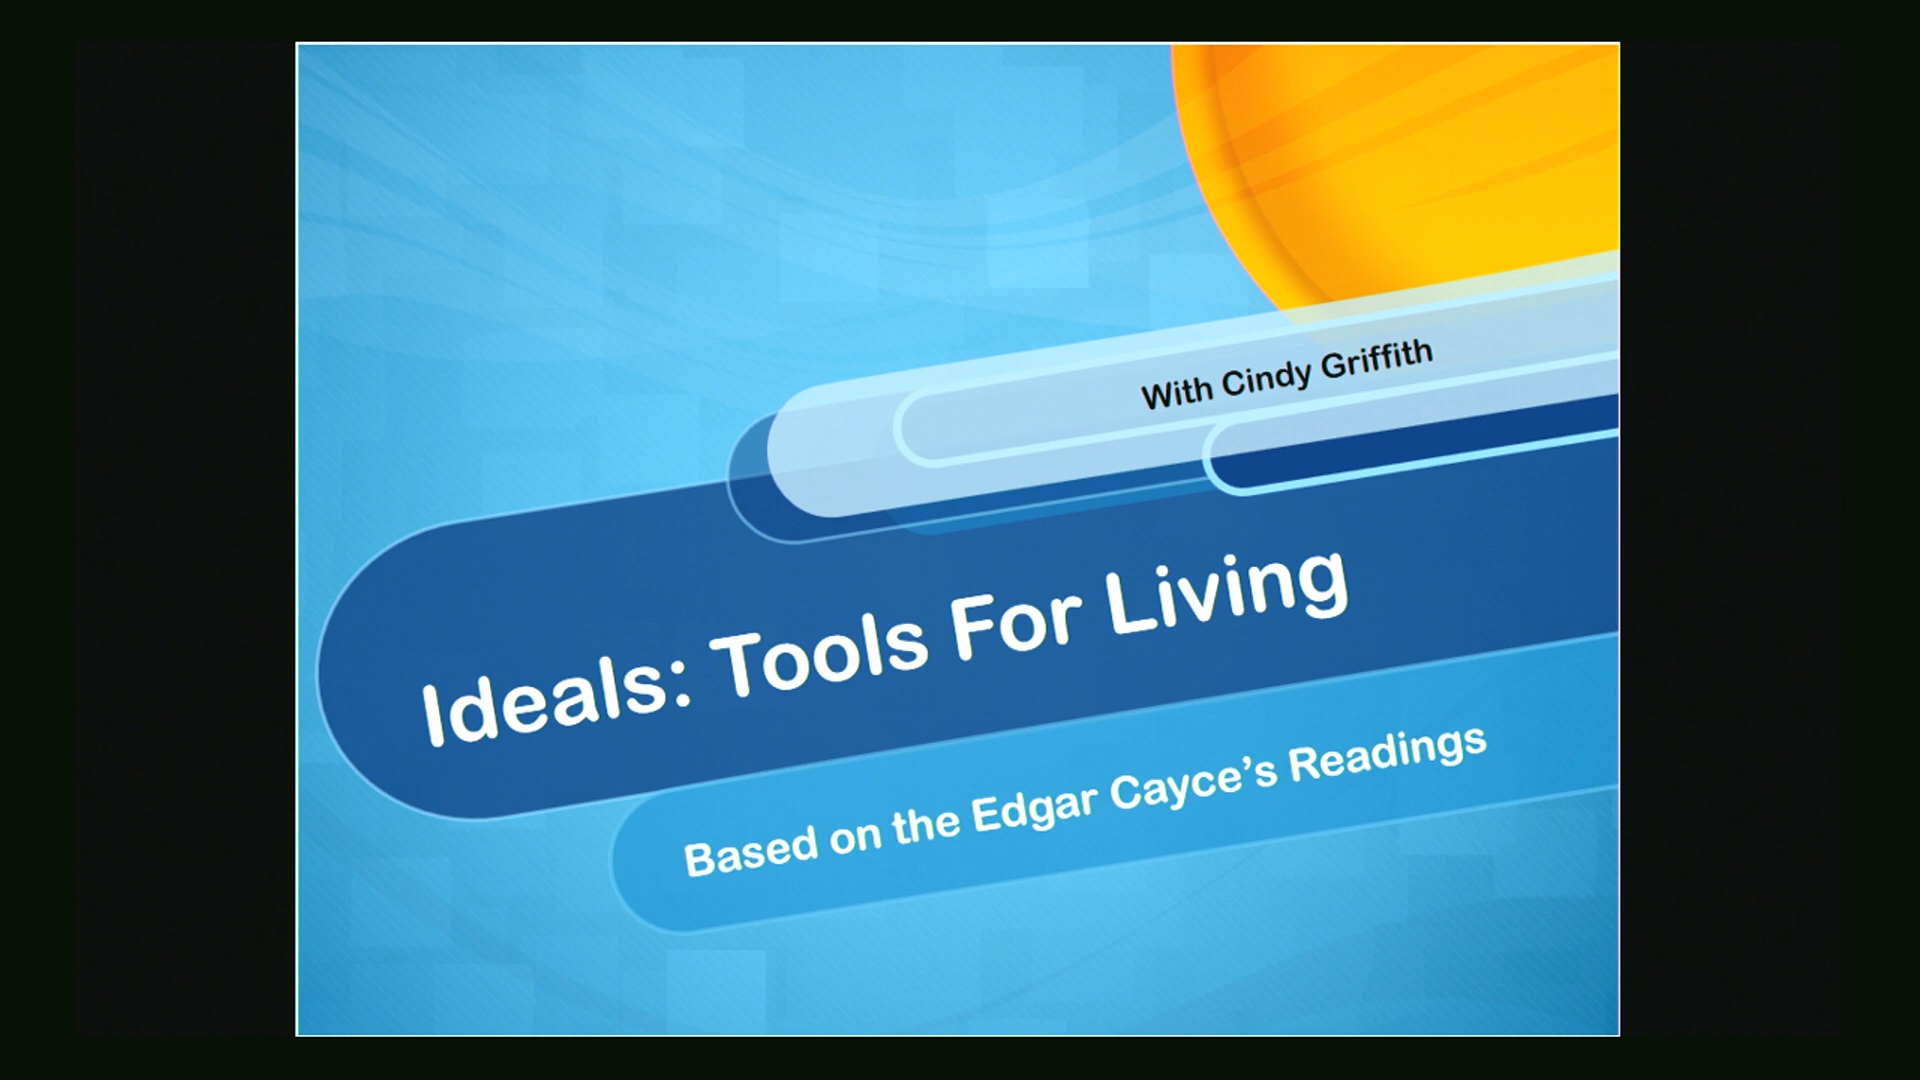 With Cindy Griffith
Ideals: Tools For Living
Based on the Edgar Cayce’s Readings